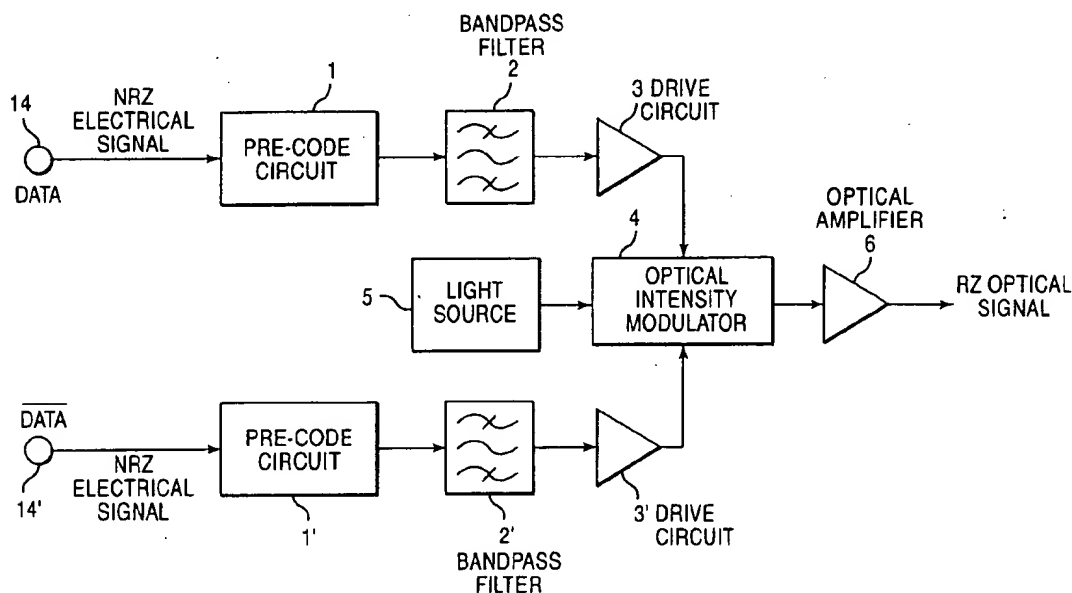 BANDPASS
FILTER
2
1
3 DRIVE
CIRCUIT
14
NRZ
ELECTRICAL
SIGNAL
PRE-CODE
CIRCUIT
DATA
OPTICAL
AMPLIFIER
6
4
5
LIGHT
SOURCE
OPTICAL
INTENSITY
MODULATOR
RZ OPTICAL
SIGNAL
DATA
14'
NRZ
ELECTRICAL
SIGNAL
PRE-CODE
CIRCUIT
1'
2'
BANDPASS
FILTER
3' DRIVE
CIRCUIT